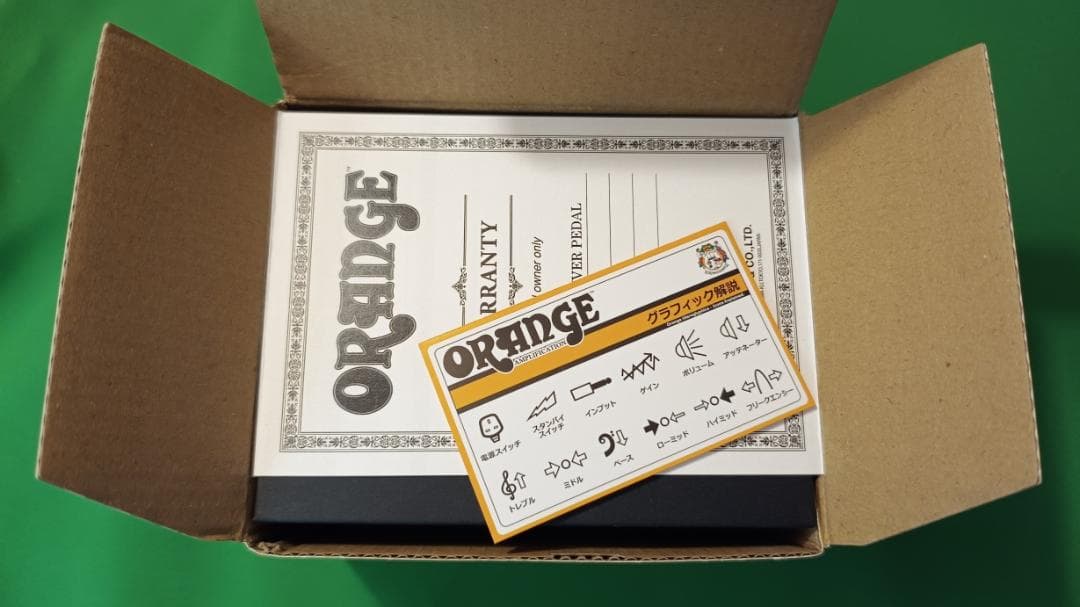 ORANGE
RRANTY
owner only
VER PEDAL
CO.,LTD.
ORANGE
AMPLIFICATION
グラフィック解説
電源スイッチ
スタンバイ
スイッチ
インプット
ゲイン
ボリューム
アッテネーター
トレブル
ミドル
ベース
ローミッド
ハイミッド
フリークエンシー